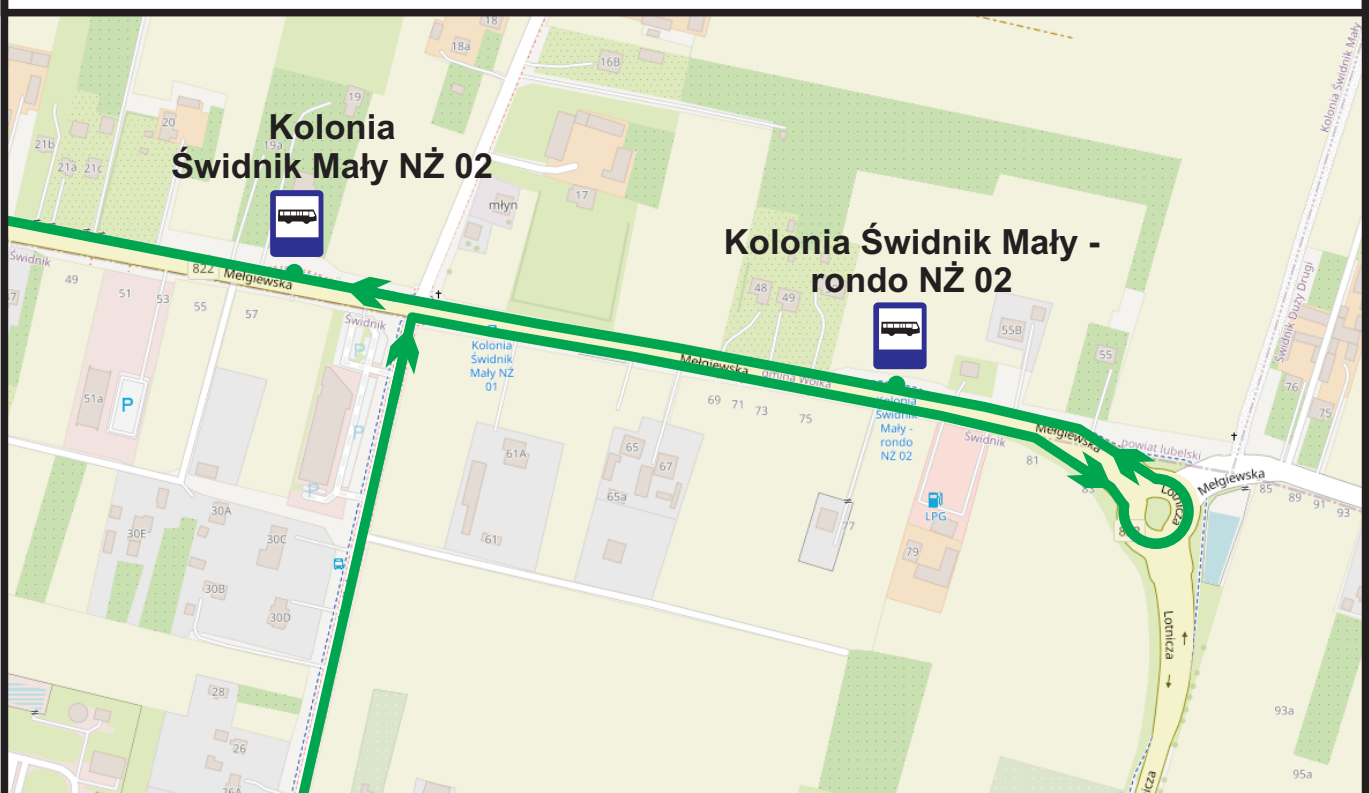 18
18a
16B
Kolonia Świdnik Mały
19
20
Kolonia
Świdnik Mały NŻ 02
19a
21b
21a
21c
17
młyn
Kolonia Świdnik Mały -
rondo NŻ 02
Świdnik
822
Mełgiewska
49
51
53
55
57
Świdnik
P
Kolonia
Świdnik
Mały NŻ
01
48
49
55B
55
Świdnik Duży Drugi
76
75
Mełgiewska
gmina Wólka
69
71
73
75
Kolonia
Świdnik
Mały -
rondo
NŻ 02
51a
P
P
P
61A
65
67
65a
61
77
LPG
79
Świdnik
81
83
Mełgiewska
powiat lubelski
Mełgiewska
85
89
91
93
Lotnicza
30A
30E
30C
30B
30D
28
26
26A
Lotnicza
93a
95a